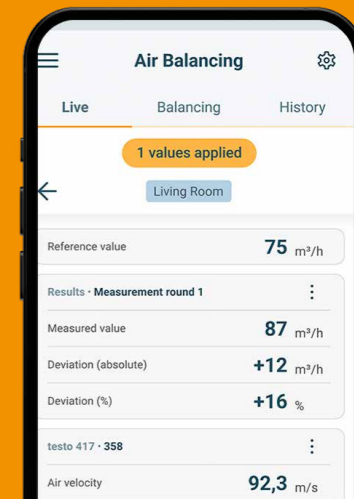 Air Balancing
Live Balancing History
1 values applied
Living Room
Reference value 75 m³/h
Results · Measurement round 1
Measured value 87 m³/h
Deviation (absolute) +12 m³/h
Deviation (%) +16 %
testo 417 · 358
Air velocity 92,3 m/s